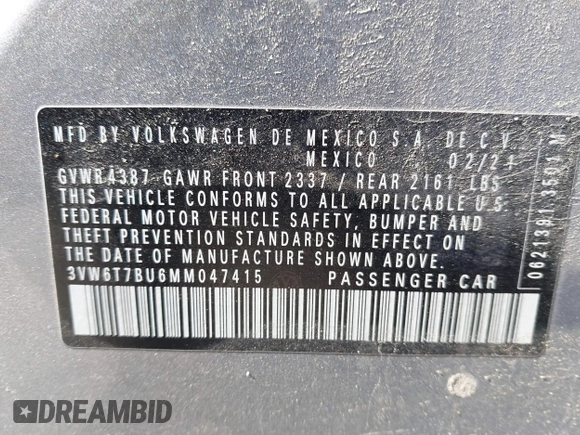 MFD BY VOLKSWAGEN DE MEXICO S.A. DE C.V.
MEXICO 02/21
GVWR4387 GAWR FRONT 2337 / REAR 2161 LBS
THIS VEHICLE CONFORMS TO ALL APPLICABLE U.S.
FEDERAL MOTOR VEHICLE SAFETY, BUMPER AND
THEFT PREVENTION STANDARDS IN EFFECT ON
THE DATE OF MANUFACTURE SHOWN ABOVE.
3VW6T7BU6MM047415 PASSENGER CAR
DREAMBID